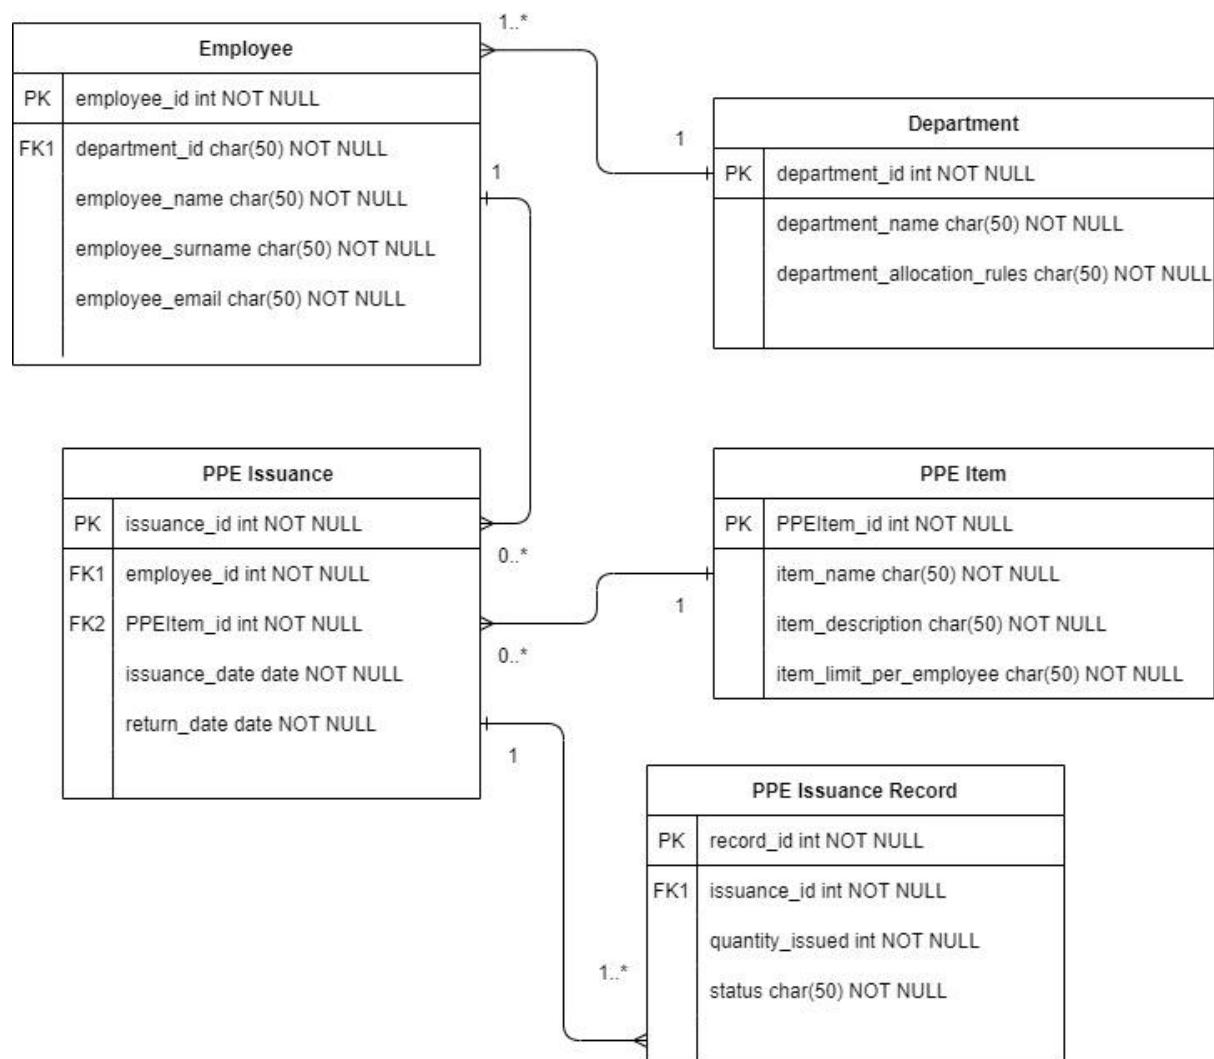 1..*
Employee
PK employee_id int NOT NULL
FK1 department_id char(50) NOT NULL
employee_name char(50) NOT NULL
employee_surname char(50) NOT NULL
employee_email char(50) NOT NULL
1
1
Department
PK department_id int NOT NULL
department_name char(50) NOT NULL
department_allocation_rules char(50) NOT NULL
PPE Issuance
PK issuance_id int NOT NULL
FK1 employee_id int NOT NULL
FK2 PPEItem_id int NOT NULL
issuance_date date NOT NULL
return_date date NOT NULL
0..*
0..*
1
1
PPE Item
PK PPEItem_id int NOT NULL
item_name char(50) NOT NULL
item_description char(50) NOT NULL
item_limit_per_employee char(50) NOT NULL
PPE Issuance Record
PK record_id int NOT NULL
FK1 issuance_id int NOT NULL
quantity_issued int NOT NULL
status char(50) NOT NULL
1..*